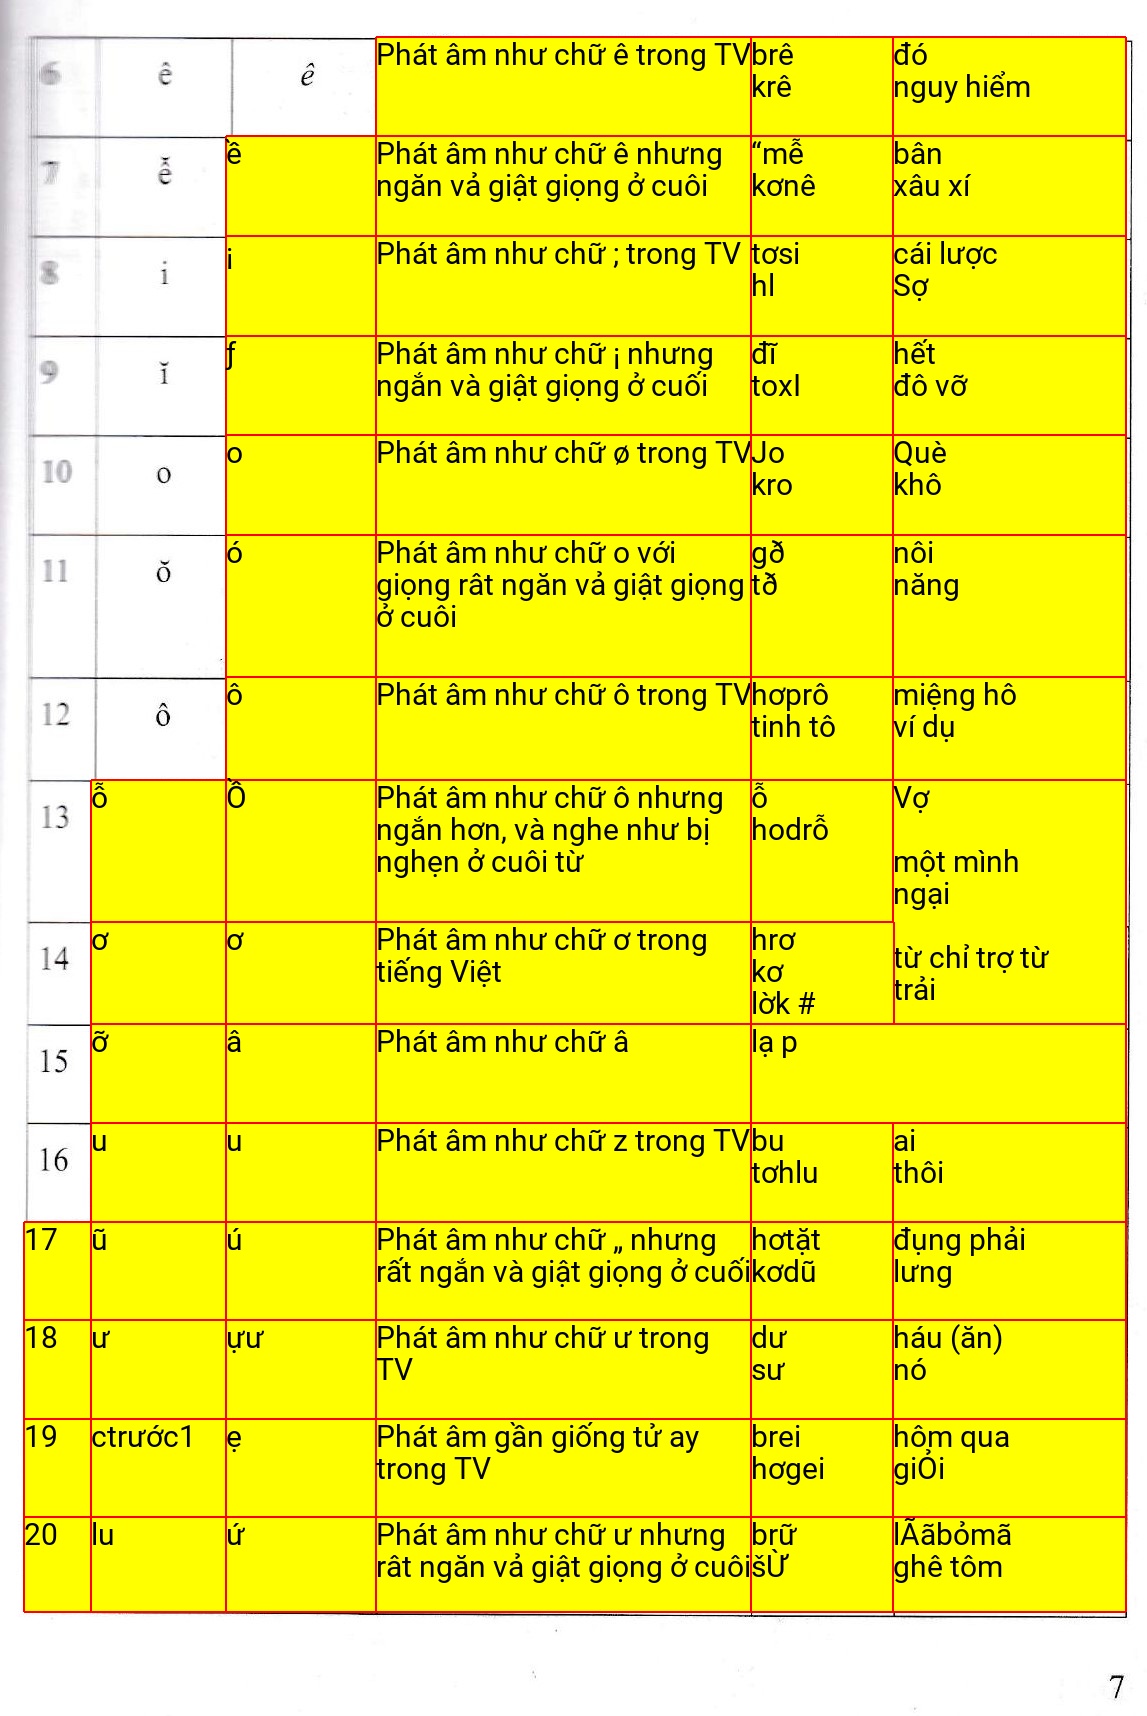 6 ê ê Phát âm như chữ ê trong TV brê đó
krê nguy hiểm
7 ê̆ ề Phát âm như chữ ê nhưng “mễ bân
ngăn vả giật giọng ở cuôi kơnê xâu xí
8 i i Phát âm như chữ ; trong TV tơsi cái lược
hl Sợ
9 ĭ ƒ Phát âm như chữ ¡ nhưng đĩ hết
ngắn và giật giọng ở cuối toxl đô vỡ
10 o o Phát âm như chữ ø trong TV Jo Què
kro khô
11 ŏ ó Phát âm như chữ o với gð nôi
giọng rât ngăn vả giật giọng tð năng
ở cuôi
12 ô ô Phát âm như chữ ô trong TV hơprô miệng hô
tinh tô ví dụ
13 ỗ Ồ Phát âm như chữ ô nhưng ỗ Vợ
ngắn hơn, và nghe như bị hodrỗ
nghẹn ở cuôi từ một mình
ngại
14 ơ ơ Phát âm như chữ ơ trong hrơ
tiếng Việt kơ từ chỉ trợ từ
lờk # trải
15 ỡ â Phát âm như chữ â lạ p
16 u u Phát âm như chữ z trong TV bu ai
tơhlu thôi
17 ũ ú Phát âm như chữ „ nhưng hơtặt đụng phải
rất ngắn và giật giọng ở cuối kơdũ lưng
18 ư ựư Phát âm như chữ ư trong dư háu (ăn)
TV sư nó
19 ctrước1 ẹ Phát âm gần giống tử ay brei hôm qua
trong TV hơgei giỎi
20 lu ứ Phát âm như chữ ư nhưng brữ lÃãbỏmã
rât ngăn vả giật giọng ở cuôi šỪ ghê tôm
7